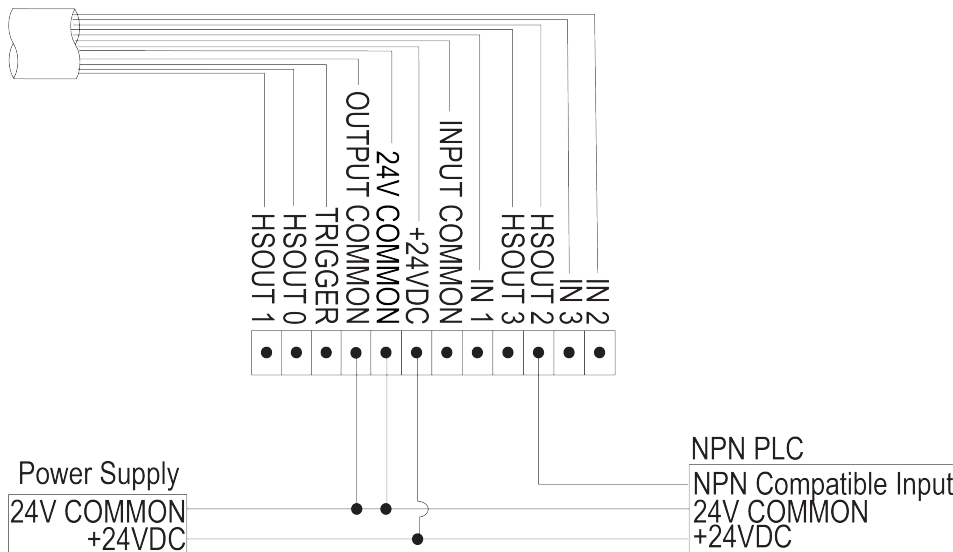 HSOUT 1
HSOUT 0
TRIGGER
OUTPUT COMMON
24V COMMON
+24VDC
INPUT COMMON
IN 1
HSOUT 3
HSOUT 2
IN 3
IN 2
Power Supply
24V COMMON
+24VDC
NPN PLC
NPN Compatible Input
24V COMMON
+24VDC